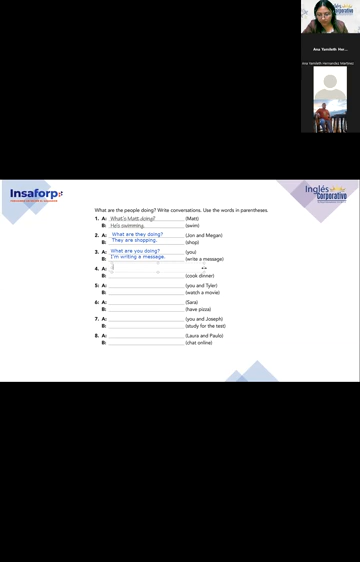 Inglés
Corporativo
Ana Yamileth Her...
Ana Yamileth Hernandez Martinez
Insaforp
Inglés
Corporativo
What are the people doing? Write conversations. Use the words in parentheses.
1. A: What's Matt doing? (Matt)
B: He's swimming. (swim)
2. A: What are they doing? (Jon and Megan)
B: They are shopping. (shop)
3. A: What are you doing? (you)
B: I'm writing a message. (write a message)
4. A:
B: (cook dinner)
5. A: (you and Tyler)
B: (watch a movie)
6. A: (Sara)
B: (have pizza)
7. A: (you and Joseph)
B: (study for the test)
8. A: (Laura and Paulo)
B: (chat online)